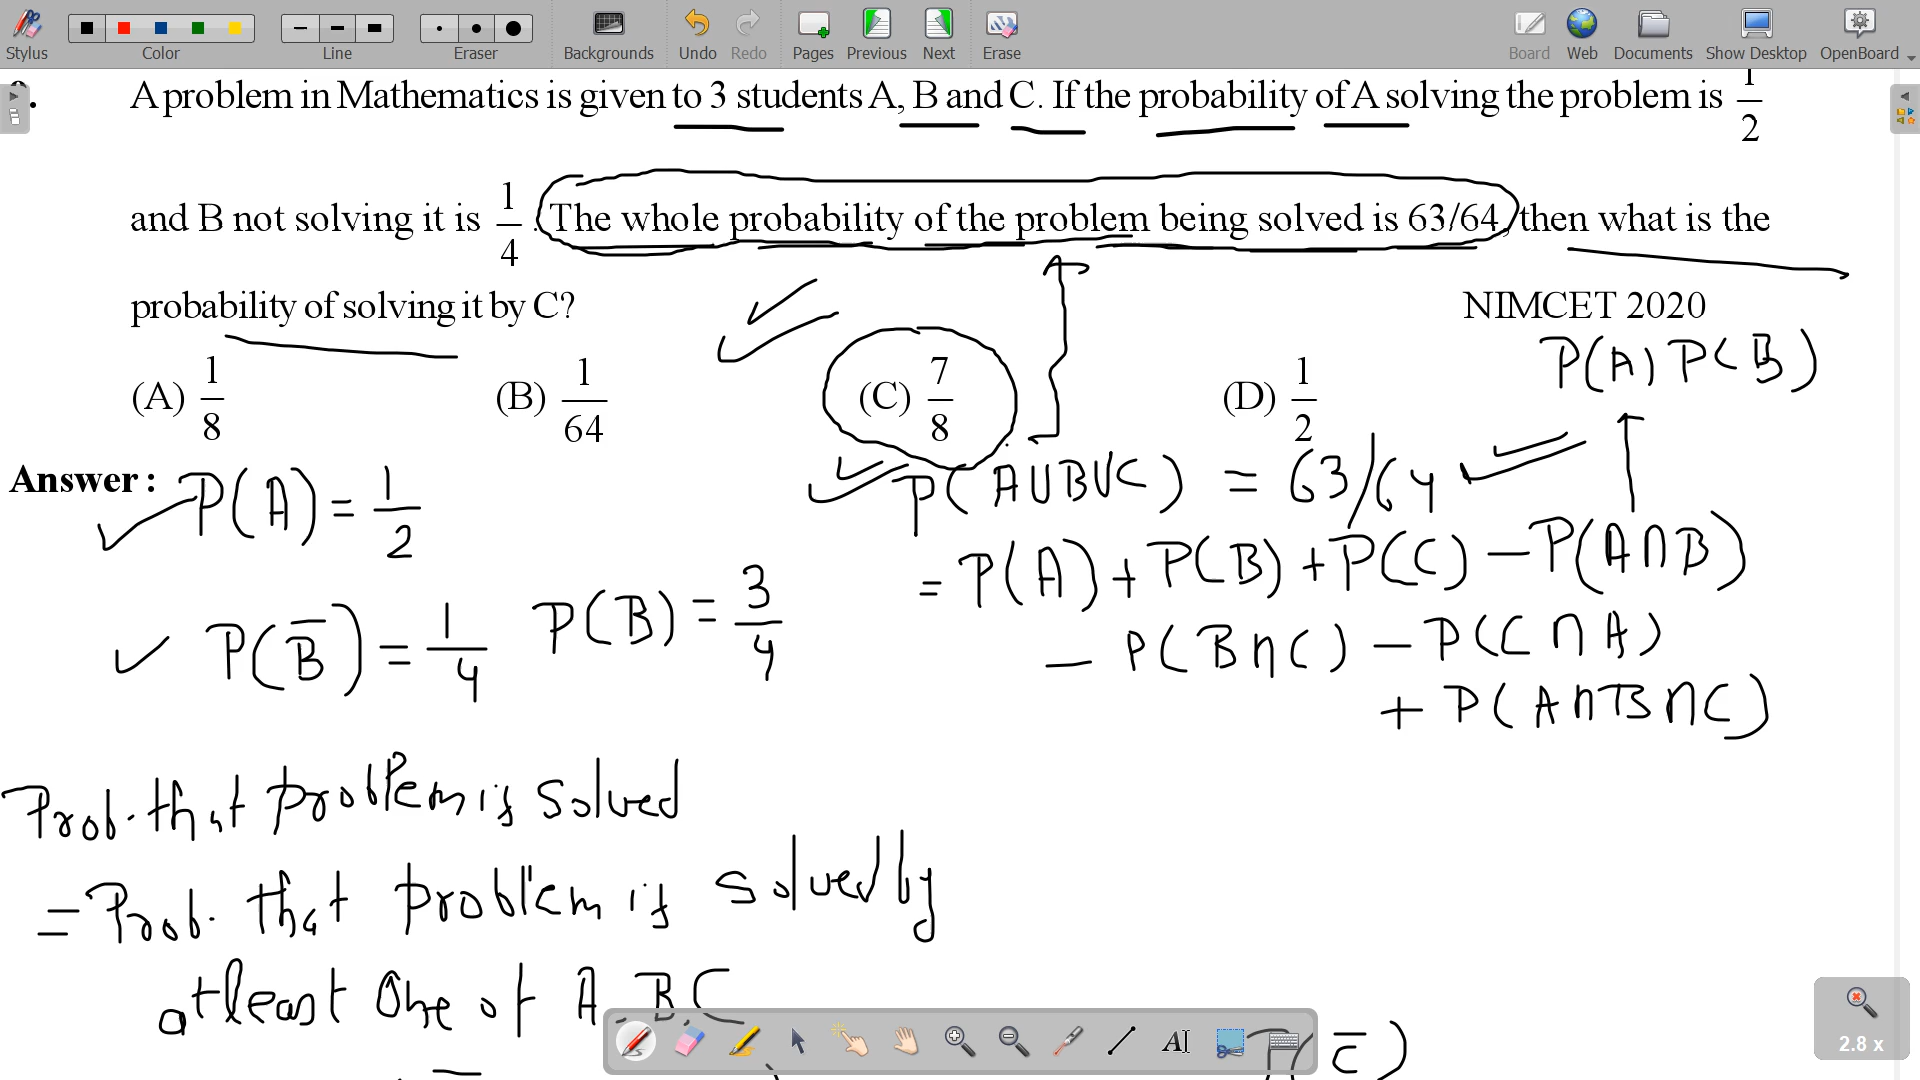 Stylus Color Line Eraser Backgrounds Undo Redo Pages Previous Next Erase Board Web Documents Show Desktop OpenBoard
A problem in Mathematics is given to 3 students A, B and C. If the probability of A solving the problem is 1/2
and B not solving it is 1/4. The whole probability of the problem being solved is 63/64, then what is the
probability of solving it by C? NIMCET 2020
P(A) P(B)
(A) 1/8 (B) 1/64 (C) 7/8 (D) 1/2
Answer : P(A) = 1/2 P(AUBUC) = 63/64
= P(A) + P(B) + P(C) - P(A∩B)
P(B̅) = 1/4 P(B) = 3/4 - P(B∩C) - P(C∩A)
+ P(A∩B∩C)
Prob. that problem is solved
= Prob. that problem is solved by
atleast One of A, B, C
C̅)
2.8 x